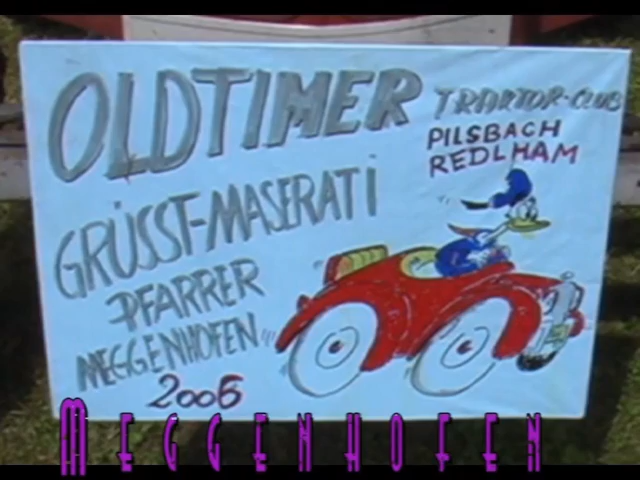 OLDTIMER
TRAKTOR-CLUB
PILSBACH
REDLHAM
GRÜSST-MASERATI
PFARRER
MEGGENHOFEN
2006
MEGGENHOFEN